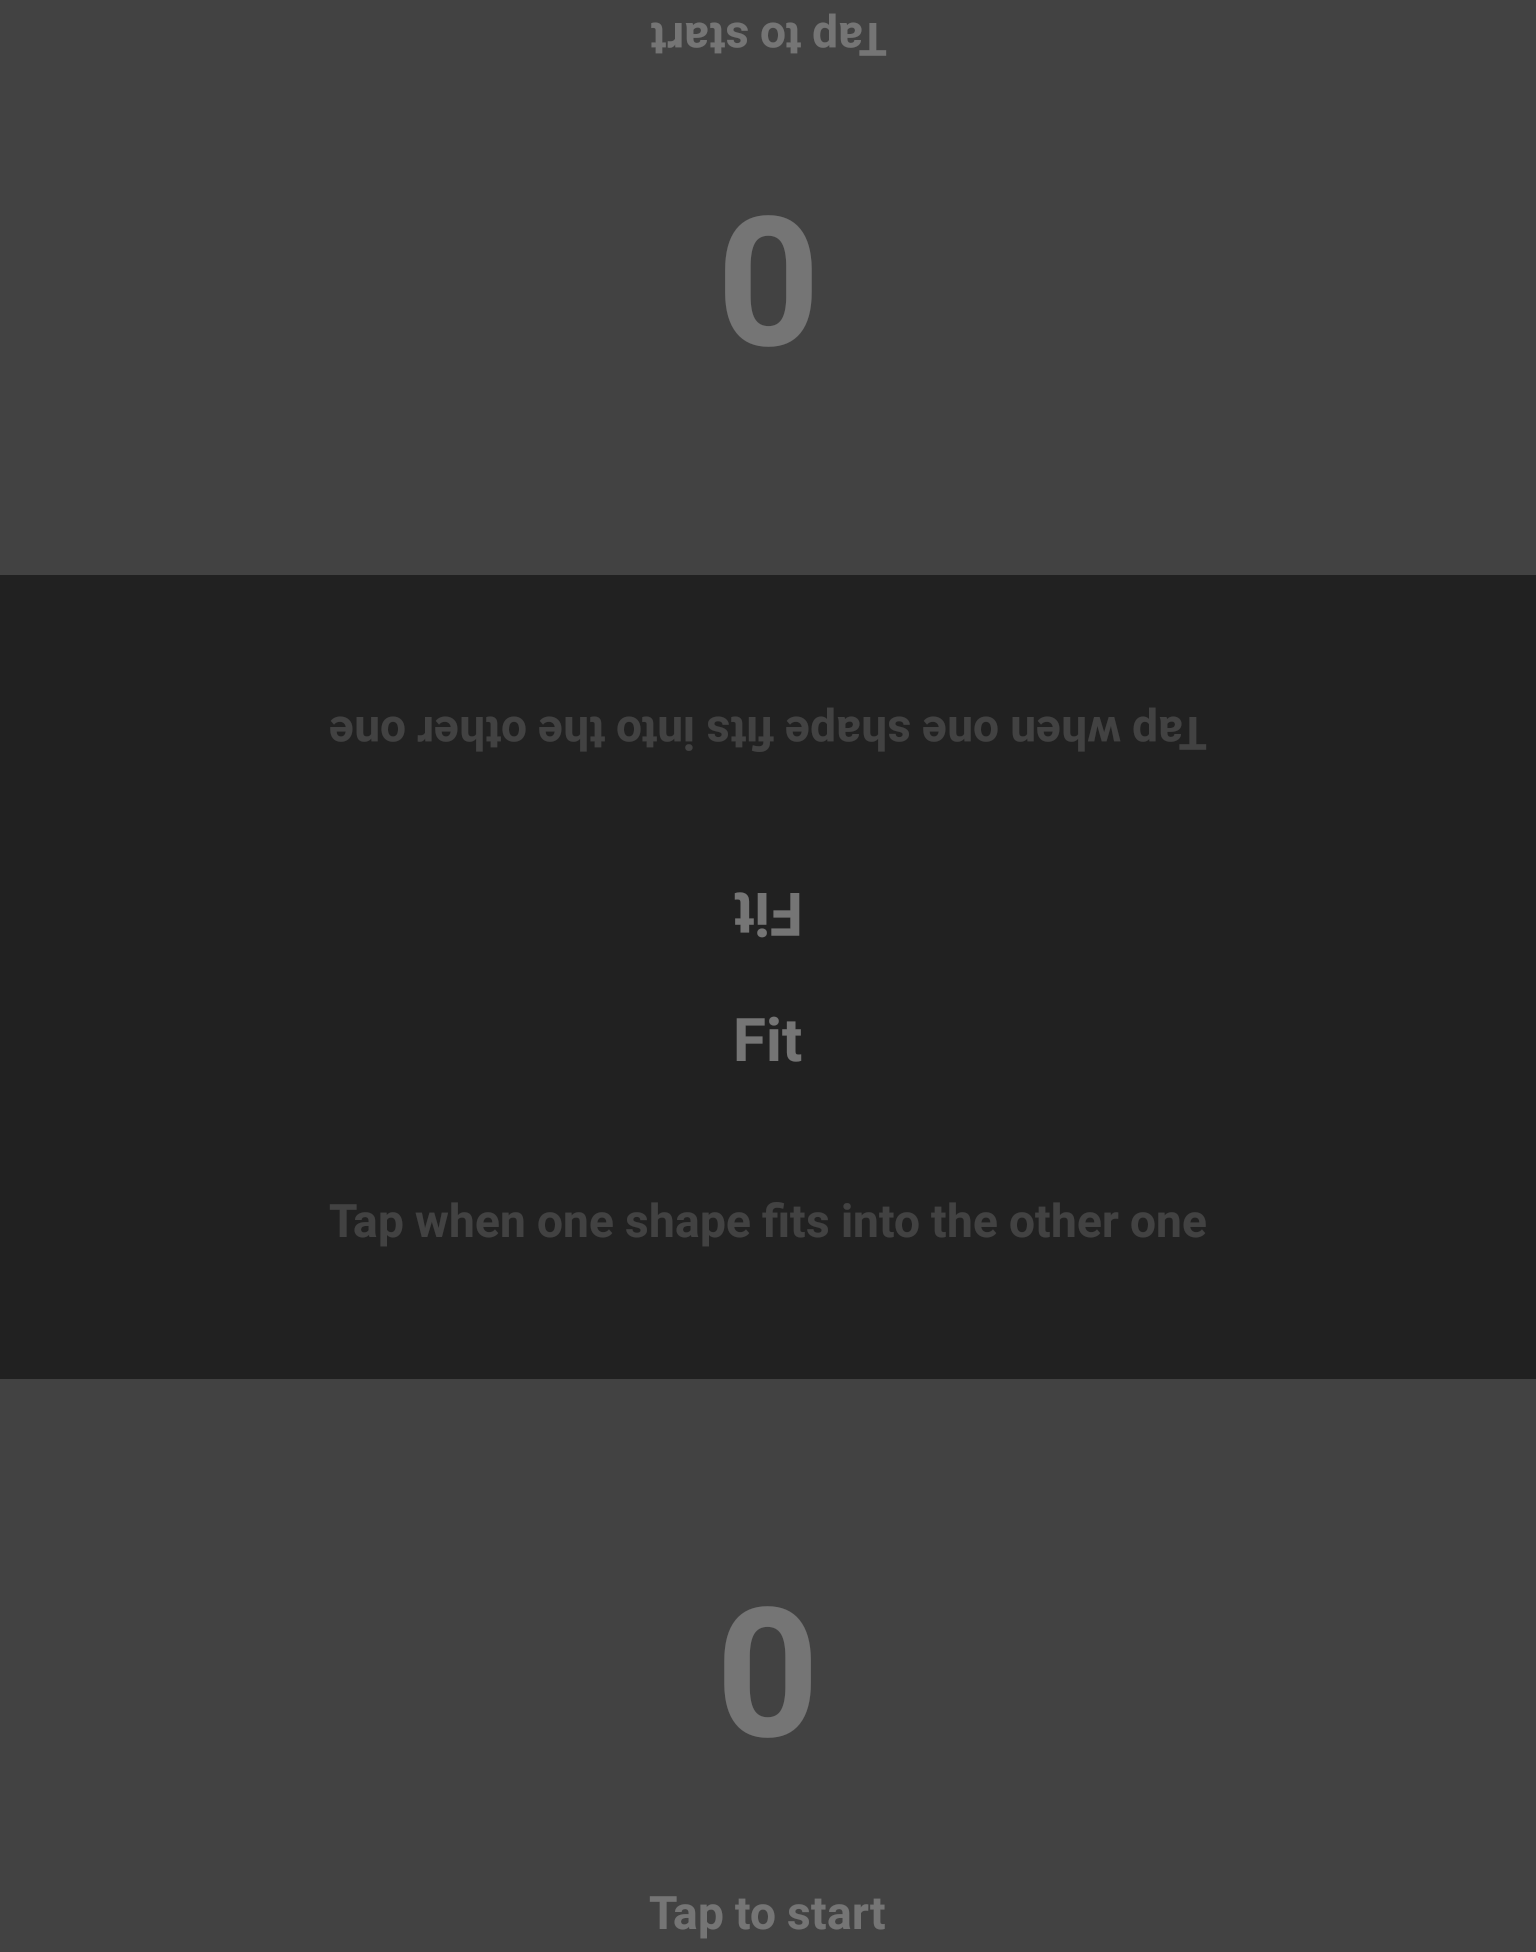 Tap to start
0
Tap when one shape fits into the other one
Fit
Fit
Tap when one shape fits into the other one
0
Tap to start